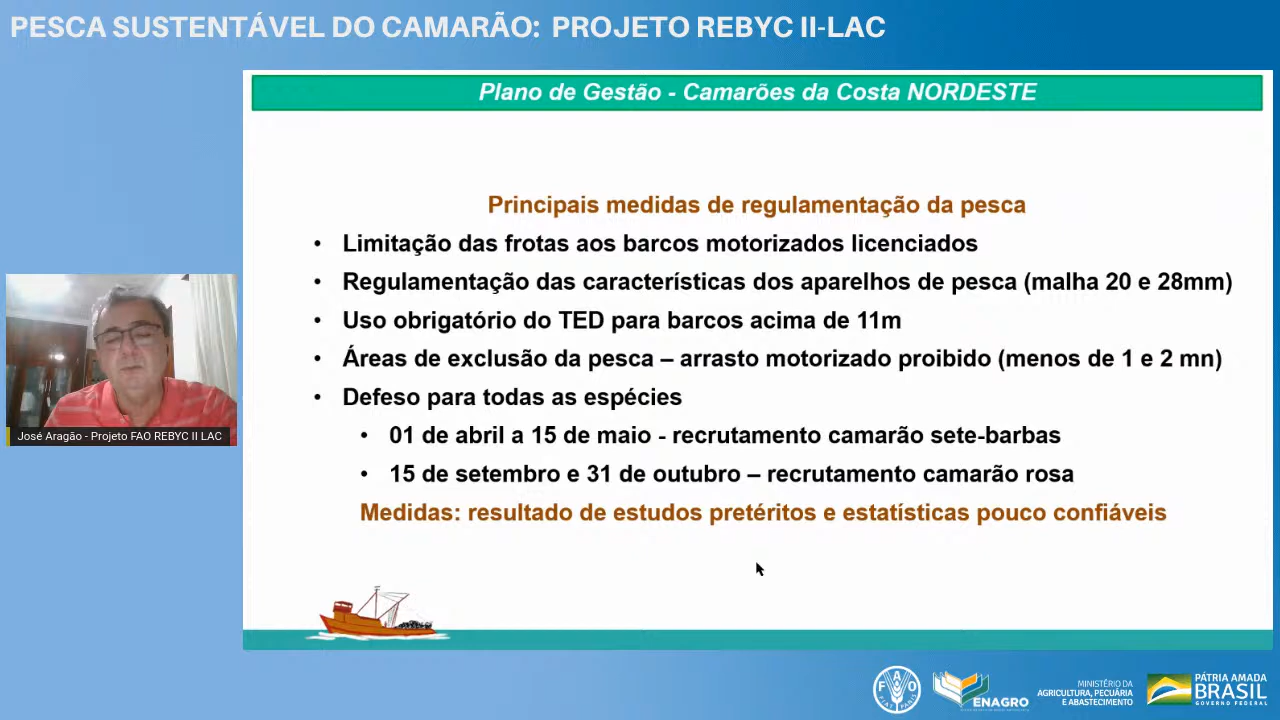 PESCA SUSTENTÁVEL DO CAMARÃO: PROJETO REBYC II-LAC
Plano de Gestão - Camarões da Costa NORDESTE
Principais medidas de regulamentação da pesca
• Limitação das frotas aos barcos motorizados licenciados
• Regulamentação das características dos aparelhos de pesca (malha 20 e 28mm)
• Uso obrigatório do TED para barcos acima de 11m
• Áreas de exclusão da pesca – arrasto motorizado proibido (menos de 1 e 2 mn)
• Defeso para todas as espécies
• 01 de abril a 15 de maio - recrutamento camarão sete-barbas
• 15 de setembro e 31 de outubro – recrutamento camarão rosa
Medidas: resultado de estudos pretéritos e estatísticas pouco confiáveis
José Aragão - Projeto FAO REBYC II LAC
FAO
FIAT PANIS
ENAGRO
MINISTÉRIO DA
AGRICULTURA, PECUÁRIA
E ABASTECIMENTO
PÁTRIA AMADA
BRASIL
GOVERNO FEDERAL